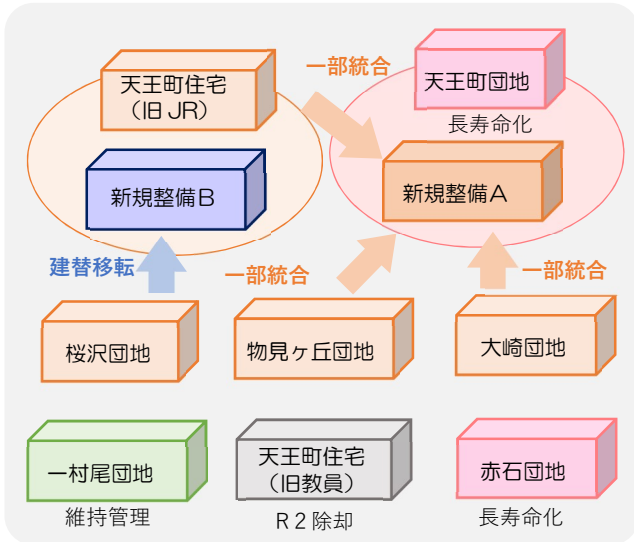 一部統合
天王町住宅
（旧 JR）
天王町団地
長寿命化
新規整備B
新規整備A
建替移転
一部統合
一部統合
桜沢団地
物見ヶ丘団地
大崎団地
一村尾団地
維持管理
天王町住宅
（旧教員）
R２除却
赤石団地
長寿命化